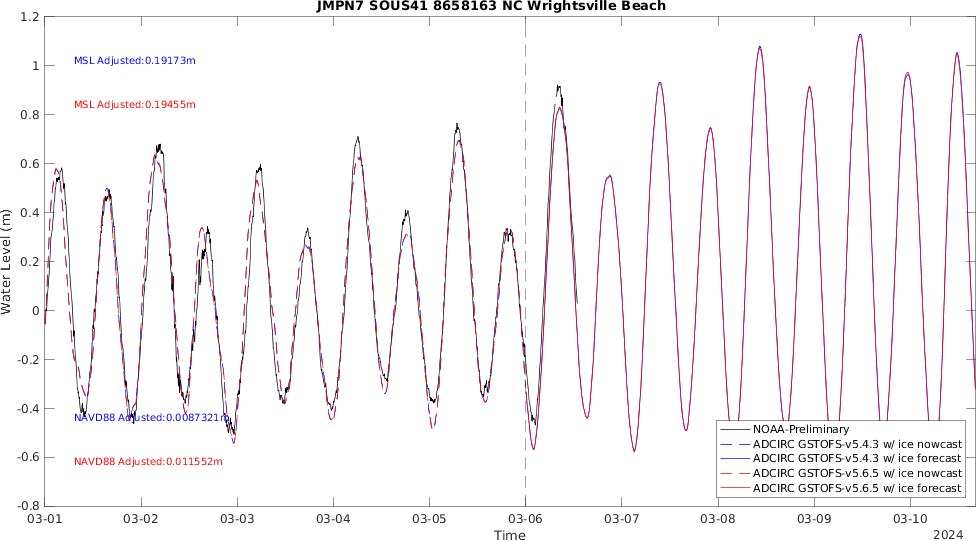 JMPN7 SOUS41 8658163 NC Wrightsville Beach
1.2
1
0.8
0.6
0.4
0.2
0
-0.2
-0.4
-0.6
-0.8
Water Level (m)
MSL Adjusted:0.19173m
MSL Adjusted:0.19455m
NAVD88 Adjusted:0.0087321m
NAVD88 Adjusted:0.011552m
NOAA-Preliminary
ADCIRC GSTOFS-v5.4.3 w/ ice nowcast
ADCIRC GSTOFS-v5.4.3 w/ ice forecast
ADCIRC GSTOFS-v5.6.5 w/ ice nowcast
ADCIRC GSTOFS-v5.6.5 w/ ice forecast
03-01 03-02 03-03 03-04 03-05 03-06 03-07 03-08 03-09 03-10
Time
2024